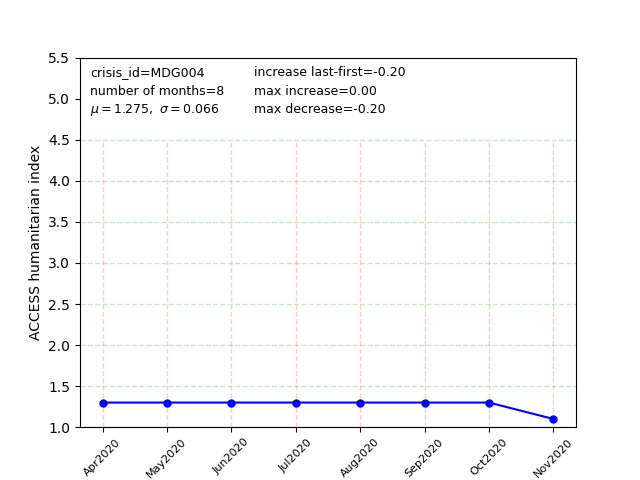 crisis_id=MDG004
number of months=8
μ = 1.275, σ = 0.066
increase last-first=-0.20
max increase=0.00
max decrease=-0.20
ACCESS humanitarian index
5.5
5.0
4.5
4.0
3.5
3.0
2.5
2.0
1.5
1.0
Apr2020
May2020
Jun2020
Jul2020
Aug2020
Sep2020
Oct2020
Nov2020